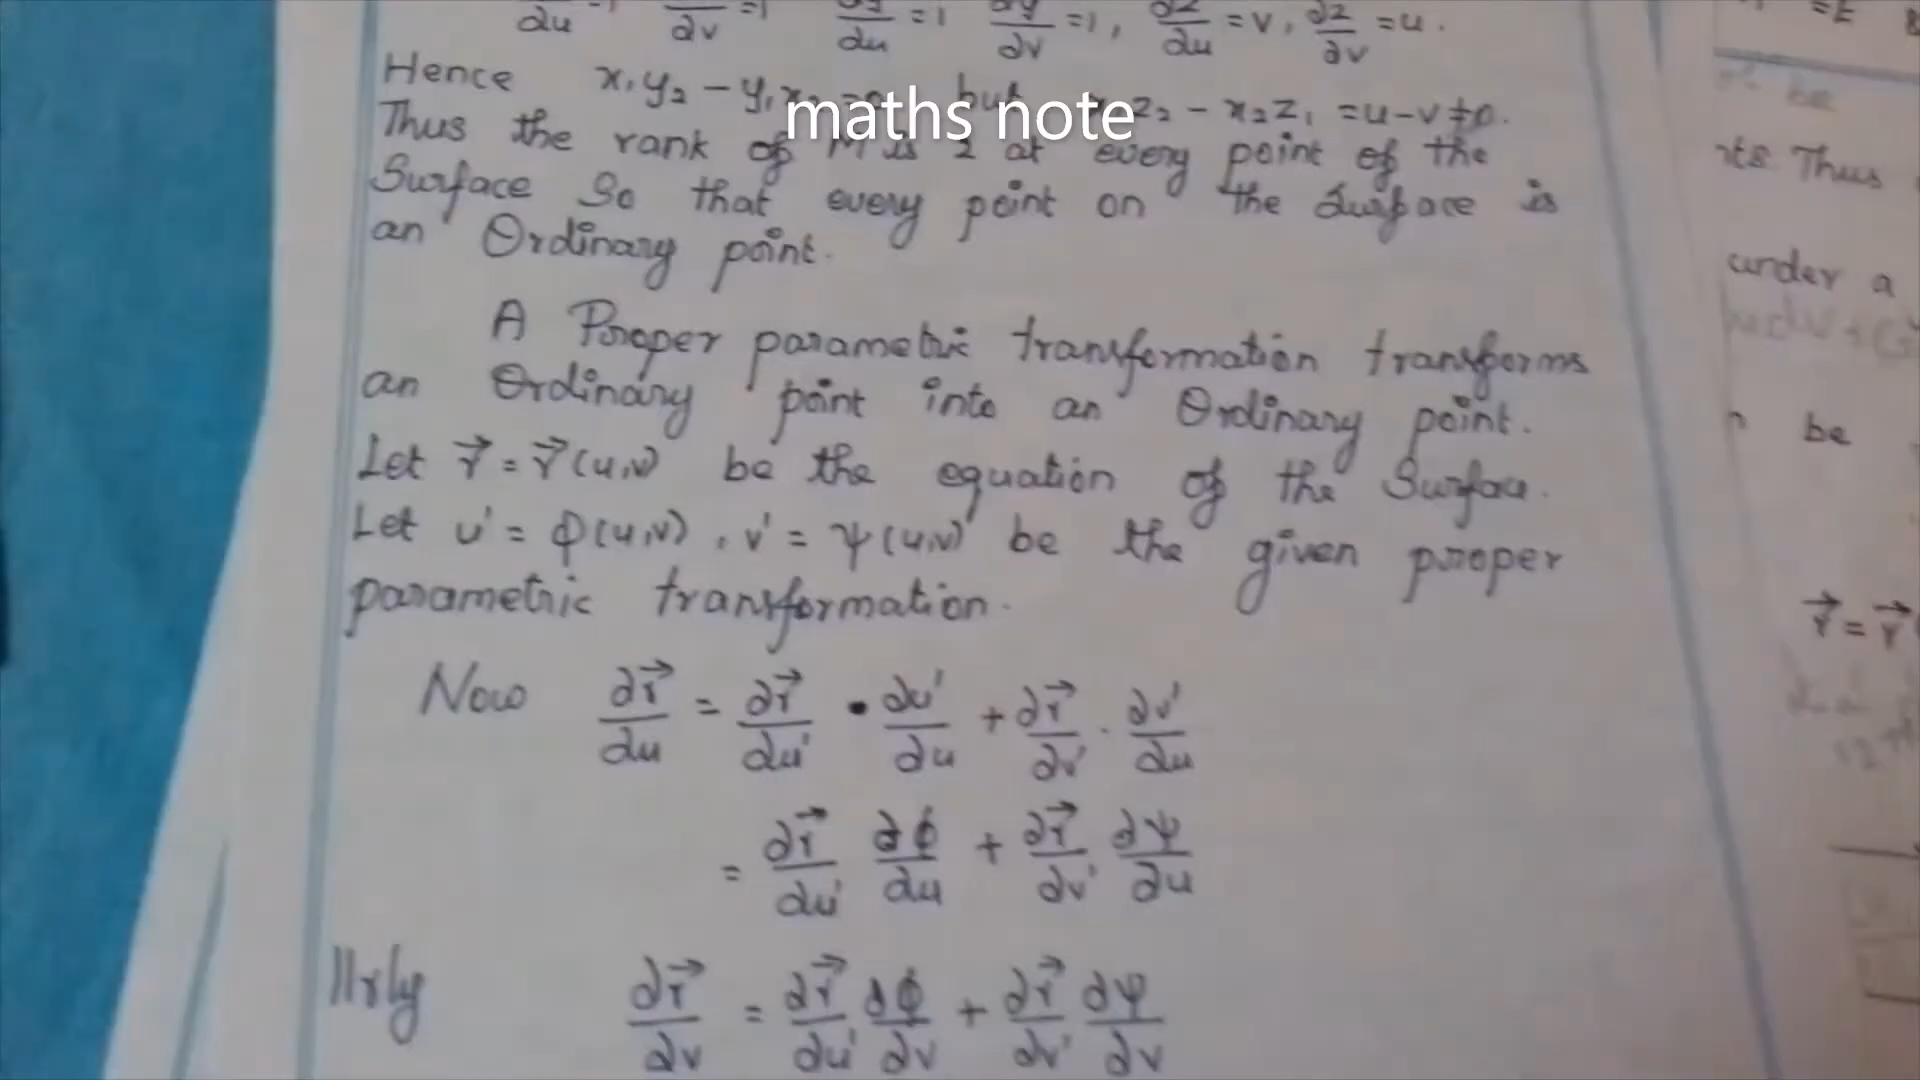 ∂u ∂v =1 ∂u =1 ∂v =1, ∂u =v, ∂z/∂v =u.
Hence x₁y₂ - y₁x₂ = but z₂ - x₂z₁ = u-v≠0.
maths note
Thus the rank of M is 2 at every point of the
Surface So that every point on the surface is
an Ordinary point.
A Proper parametric transformation transforms
an Ordinary point into an Ordinary point.
Let r⃗ = r⃗(u,v) be the equation of the Surface.
Let u' = ϕ(u,v), v' = ψ(u,v) be the given proper
parametric transformation.
Now ∂r⃗/∂u = ∂r⃗/∂u' · ∂u'/∂u + ∂r⃗/∂v' · ∂v'/∂u
= ∂r⃗/∂u' ∂ϕ/∂u + ∂r⃗/∂v' ∂ψ/∂u
||rly ∂r⃗/∂v = ∂r⃗/∂u' ∂ϕ/∂v + ∂r⃗/∂v' ∂ψ/∂v
=E
be
its. Thus
under a
be
r⃗ = r⃗